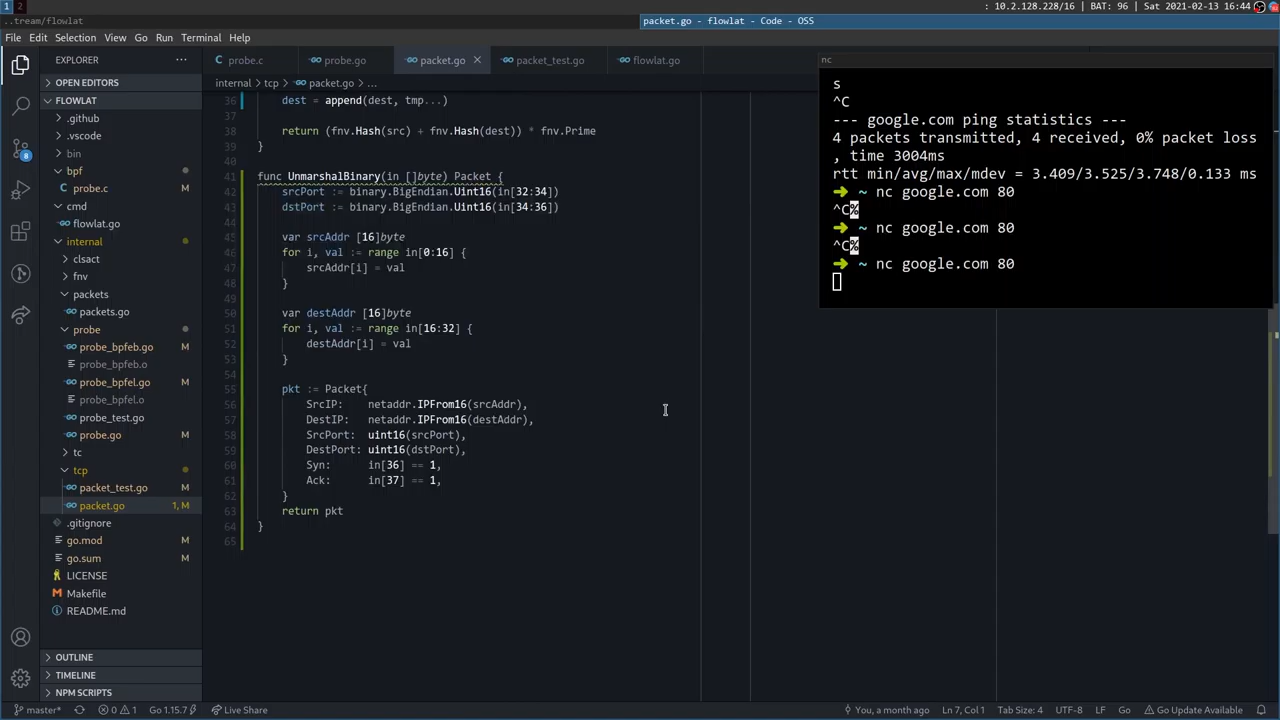 1 2 : 10.2.128.228/16 | BAT: 96 | Sat 2021-02-13 16:44
..tream/flowlat packet.go - flowlat - Code - OSS
File Edit Selection View Go Run Terminal Help
EXPLORER ···
OPEN EDITORS
FLOWLAT
.github
.vscode
bin
bpf
probe.c M
cmd
flowlat.go
internal
clsact
fnv
packets
packets.go
probe
probe_bpfeb.go M
probe_bpfeb.o
probe_bpfel.go M
probe_bpfel.o
probe_test.go
probe.go M
tc
tcp
packet_test.go M
packet.go 1, M
.gitignore
go.mod M
go.sum M
LICENSE
Makefile
README.md
OUTLINE
TIMELINE
NPM SCRIPTS
8
probe.c probe.go packet.go × packet_test.go flowlat.go
internal > tcp > packet.go > ...
36 dest = append(dest, tmp...)
37
38 return (fnv.Hash(src) + fnv.Hash(dest)) * fnv.Prime
39 }
40
41 func UnmarshalBinary(in []byte) Packet {
42 srcPort := binary.BigEndian.Uint16(in[32:34])
43 dstPort := binary.BigEndian.Uint16(in[34:36])
44
45 var srcAddr [16]byte
46 for i, val := range in[0:16] {
47 srcAddr[i] = val
48 }
49
50 var destAddr [16]byte
51 for i, val := range in[16:32] {
52 destAddr[i] = val
53 }
54
55 pkt := Packet{
56 SrcIP: netaddr.IPFrom16(srcAddr),
57 DestIP: netaddr.IPFrom16(destAddr),
58 SrcPort: uint16(srcPort),
59 DestPort: uint16(dstPort),
60 Syn: in[36] == 1,
61 Ack: in[37] == 1,
62 }
63 return pkt
64 }
65
nc
s
^C
--- google.com ping statistics ---
4 packets transmitted, 4 received, 0% packet loss
, time 3004ms
rtt min/avg/max/mdev = 3.409/3.525/3.748/0.133 ms
➜ ~ nc google.com 80
^C%
➜ ~ nc google.com 80
^C%
➜ ~ nc google.com 80
master* 0 1 Go 1.15.7 Live Share You, a month ago Ln 7, Col 1 Tab Size: 4 UTF-8 LF Go Go Update Available